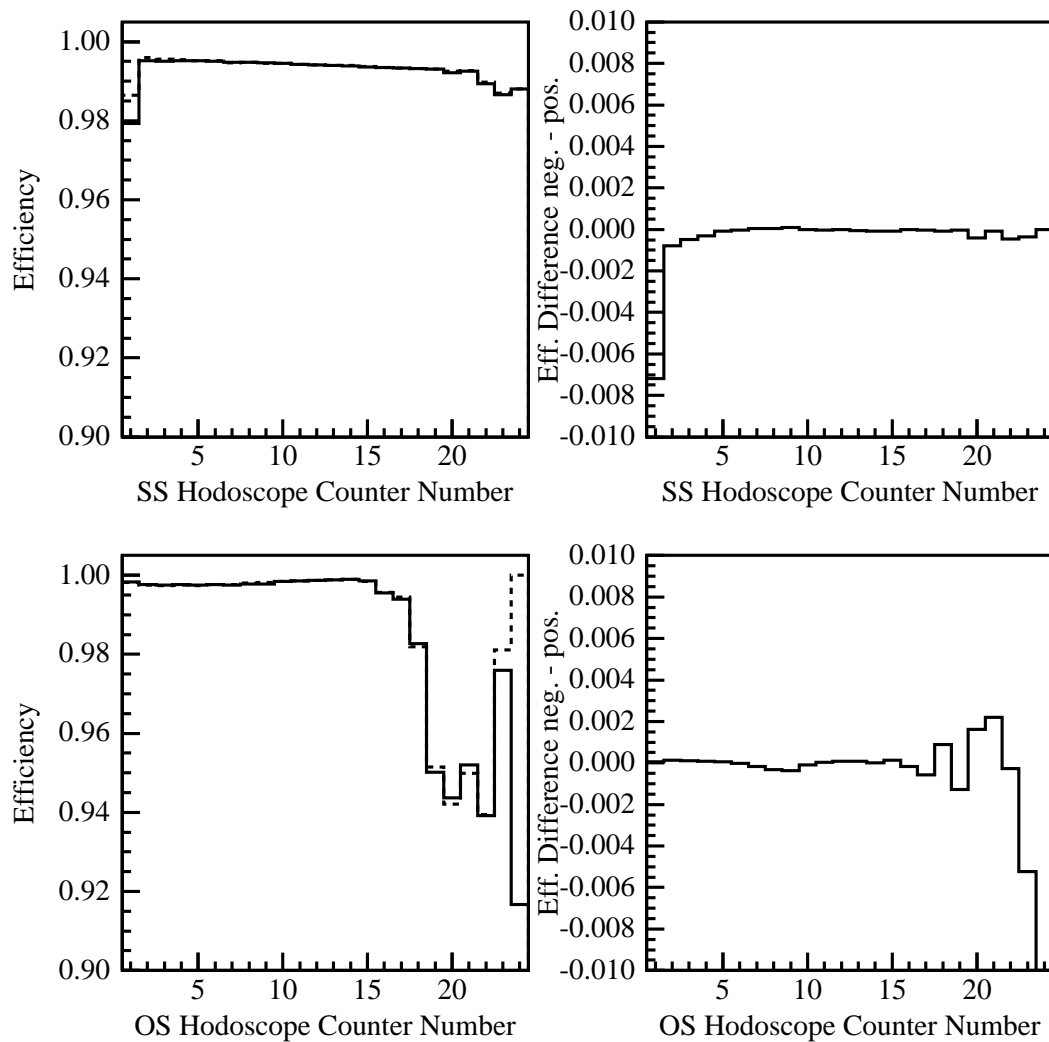 Efficiency
1.00
0.98
0.96
0.94
0.92
0.90
5 10 15 20
SS Hodoscope Counter Number
Eff. Difference neg. - pos.
0.010
0.008
0.006
0.004
0.002
0.000
-0.002
-0.004
-0.006
-0.008
-0.010
5 10 15 20
SS Hodoscope Counter Number
Efficiency
1.00
0.98
0.96
0.94
0.92
0.90
5 10 15 20
OS Hodoscope Counter Number
Eff. Difference neg. - pos.
0.010
0.008
0.006
0.004
0.002
0.000
-0.002
-0.004
-0.006
-0.008
-0.010
5 10 15 20
OS Hodoscope Counter Number